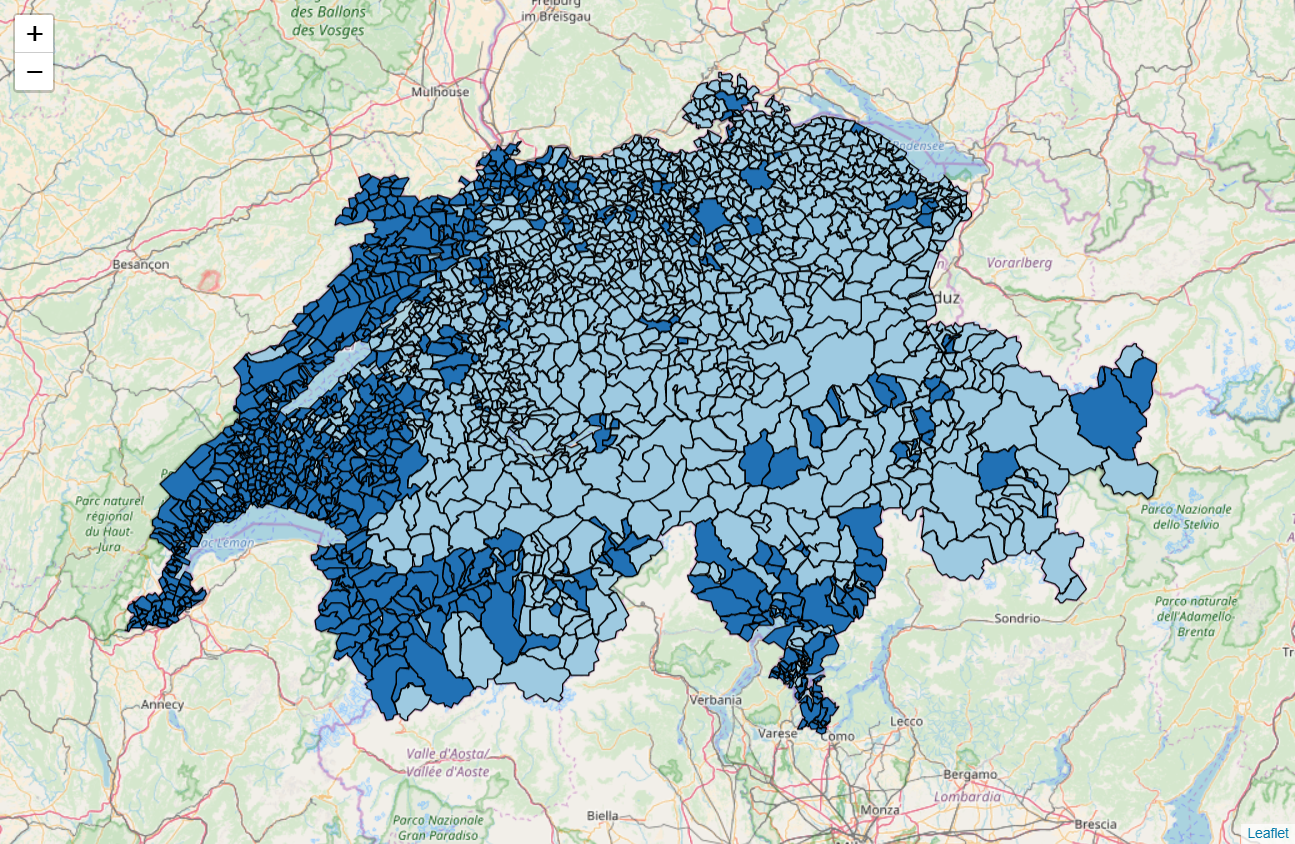 des Ballons
des Vosges
Freiburg
im Breisgau
+
−
Mulhouse
Bodensee
Besançon
Vorarlberg
duz
Parc naturel
régional
du Haut-
Jura
Parco Nazionale
dello Stelvio
ac Léman
Sondrio
Parco naturale
dell'Adamello-
Brenta
Annecy
Verbania
Lecco
Varese
Como
Valle d'Aosta/
Vallée d'Aoste
Bergamo
Lombardia
Biella
Monza
Parco Nazionale
Gran Paradiso
Brescia
Leaflet